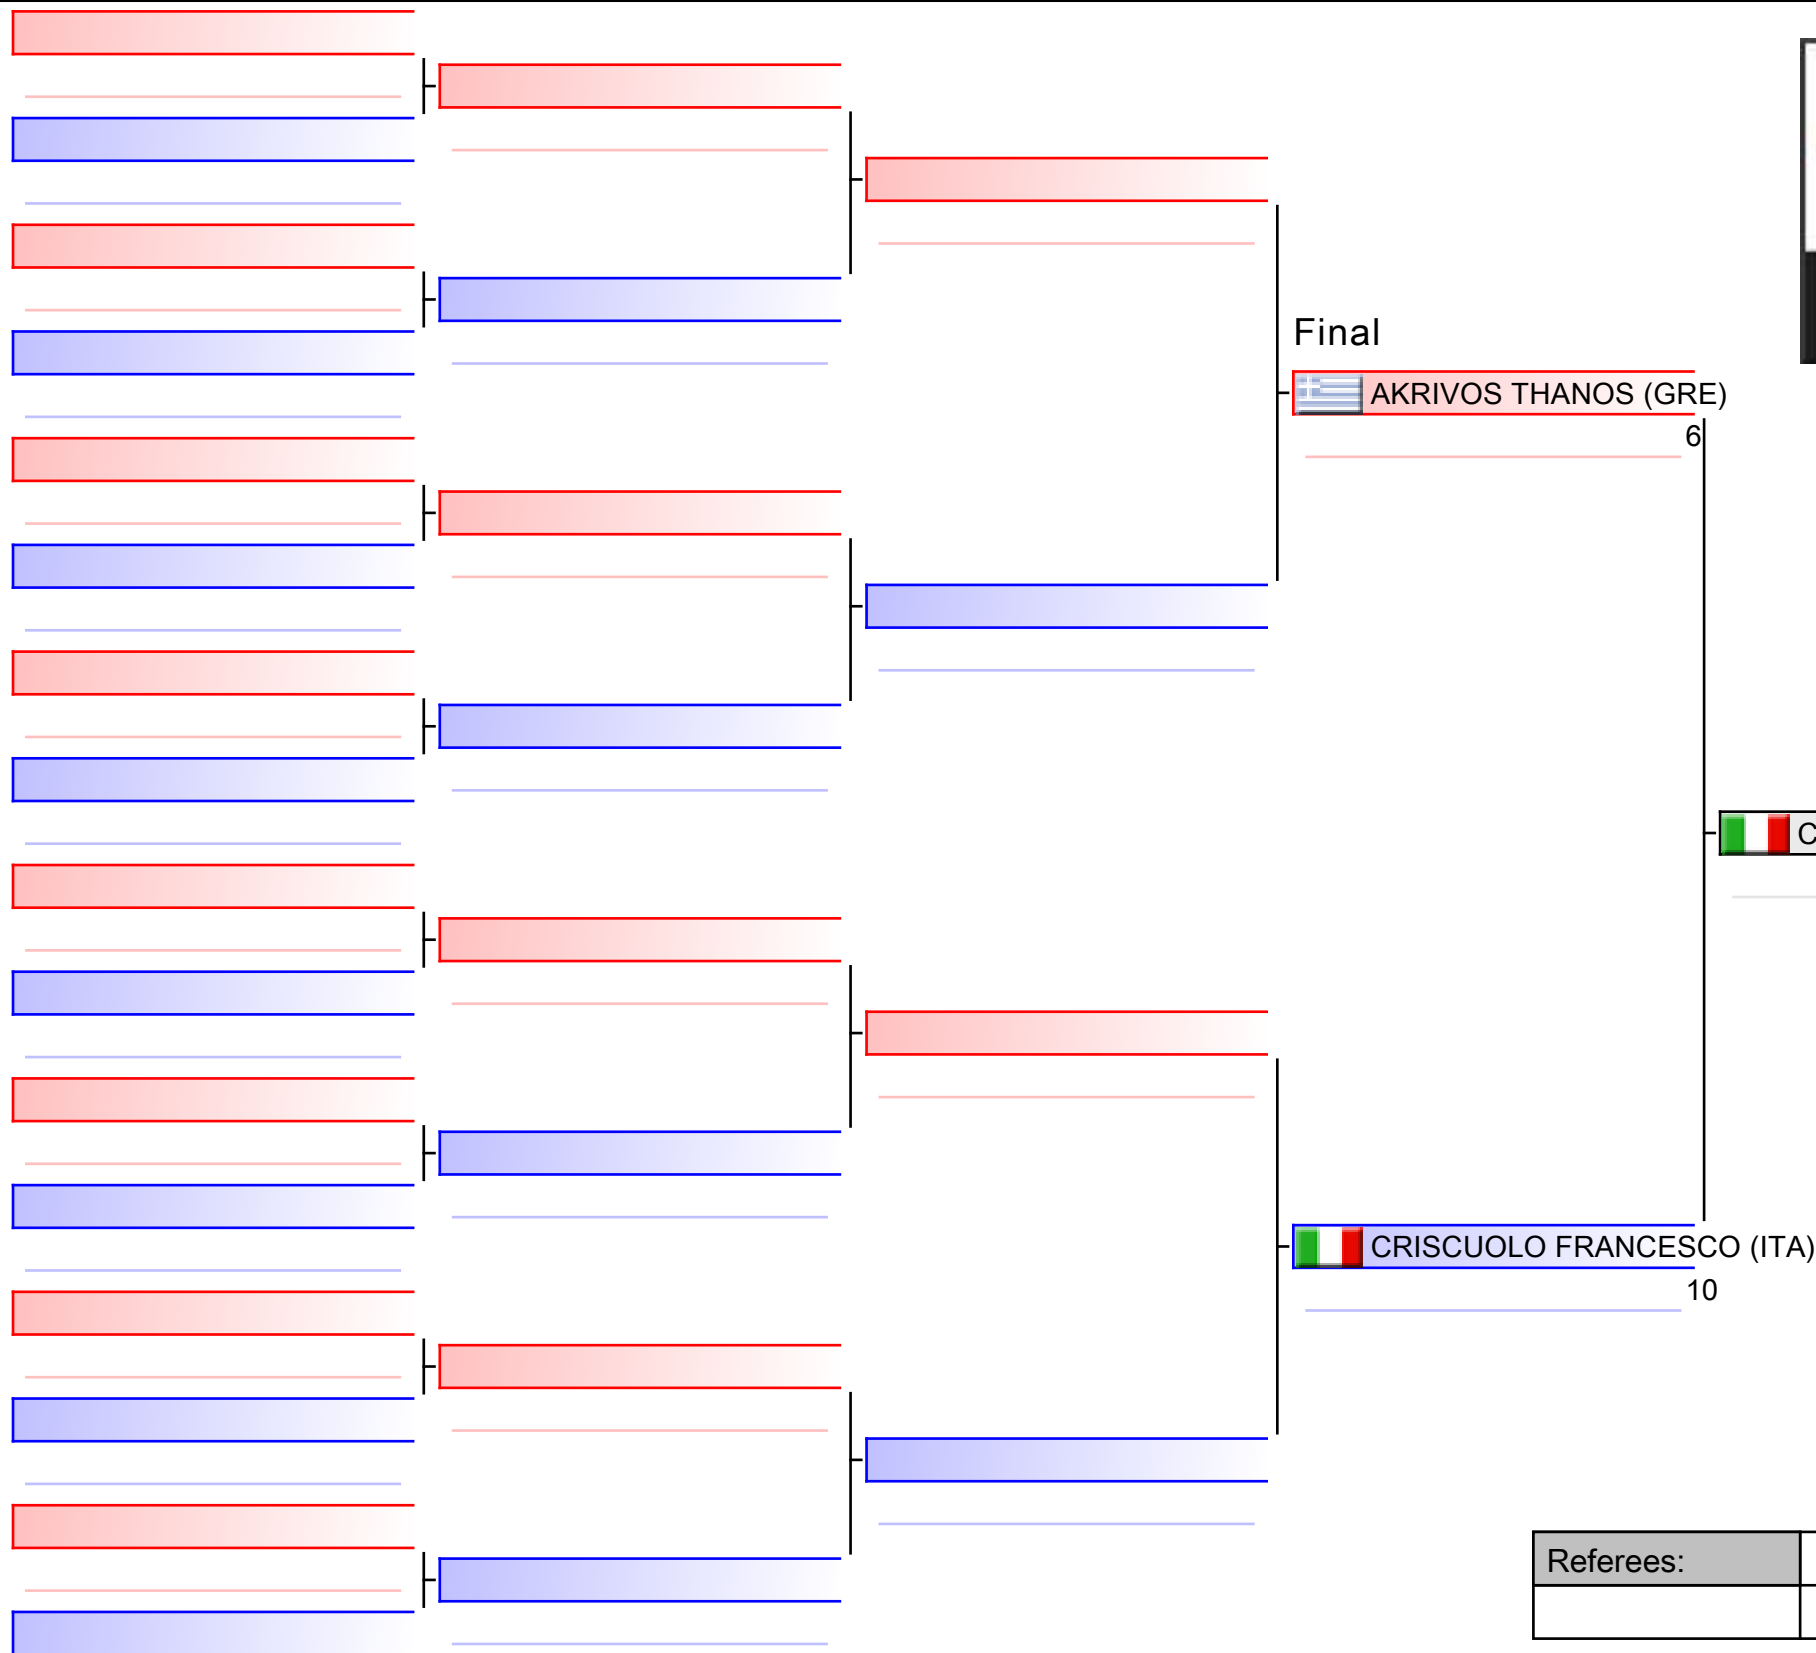 Final
AKRIVOS THANOS (GRE)
6
C
CRISCUOLO FRANCESCO (ITA)
10
Referees: